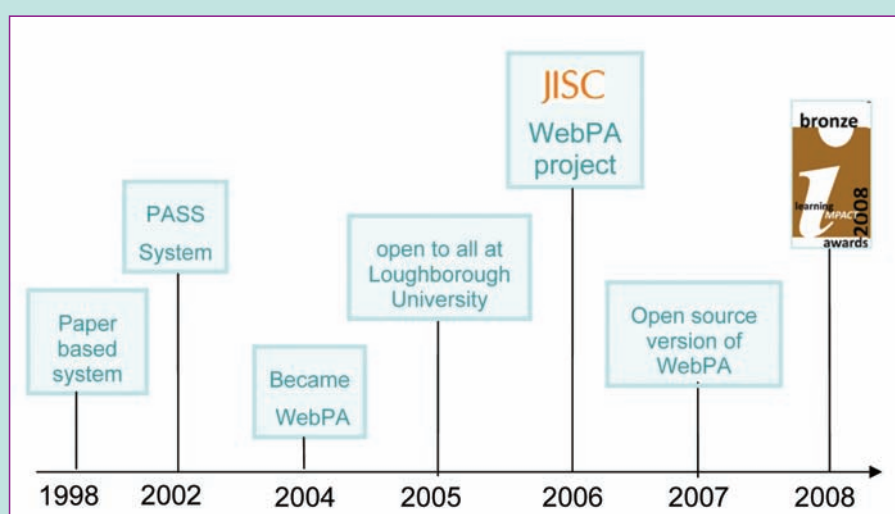 Paper
based
system
PASS
System
Became
WebPA
open to all at
Loughborough
University
JISC
WebPA
project
Open source
version of
WebPA
bronze
learning
iMPACT
2008
awards
1998 2002 2004 2005 2006 2007 2008